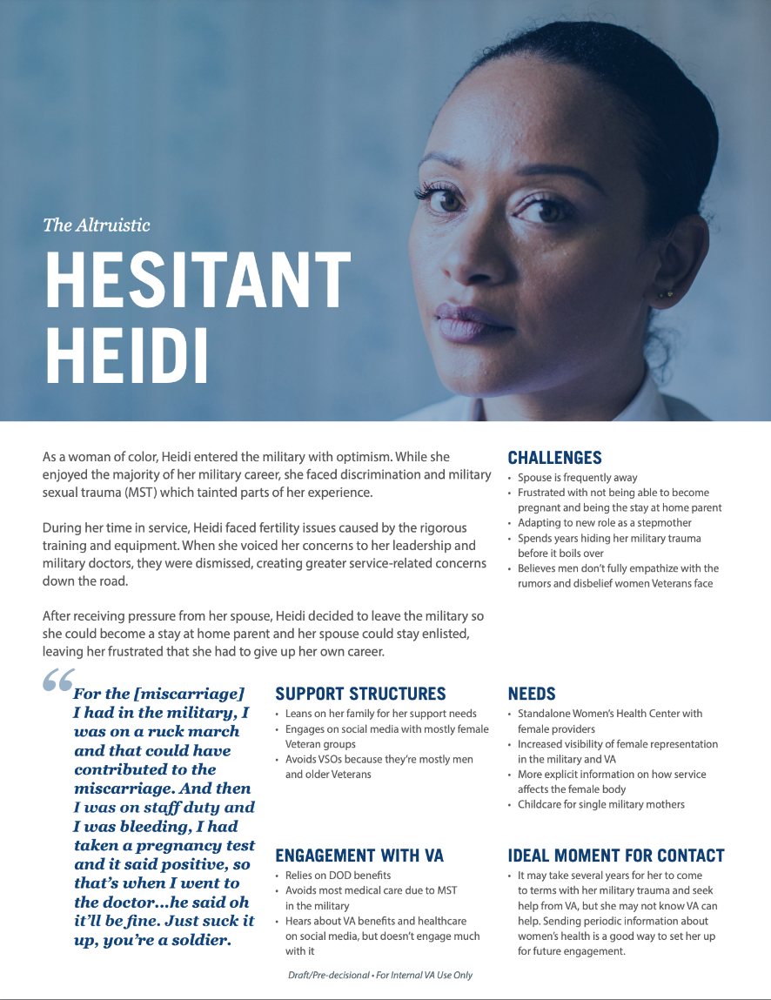 The Altruistic
HESITANT
HEIDI
As a woman of color, Heidi entered the military with optimism. While she
enjoyed the majority of her military career, she faced discrimination and military
sexual trauma (MST) which tainted parts of her experience.
During her time in service, Heidi faced fertility issues caused by the rigorous
training and equipment. When she voiced her concerns to her leadership and
military doctors, they were dismissed, creating greater service-related concerns
down the road.
After receiving pressure from her spouse, Heidi decided to leave the military so
she could become a stay at home parent and her spouse could stay enlisted,
leaving her frustrated that she had to give up her own career.
CHALLENGES
• Spouse is frequently away
• Frustrated with not being able to become
pregnant and being the stay at home parent
• Adapting to new role as a stepmother
• Spends years hiding her military trauma
before it boils over
• Believes men don't fully empathize with the
rumors and disbelief women Veterans face
“For the [miscarriage]
I had in the military, I
was on a ruck march
and that could have
contributed to the
miscarriage. And then
I was on staff duty and
I was bleeding, I had
taken a pregnancy test
and it said positive, so
that's when I went to
the doctor...he said oh
it'll be fine. Just suck it
up, you're a soldier.
SUPPORT STRUCTURES
• Leans on her family for her support needs
• Engages on social media with mostly female
Veteran groups
• Avoids VSOs because they're mostly men
and older Veterans
NEEDS
• Standalone Women's Health Center with
female providers
• Increased visibility of female representation
in the military and VA
• More explicit information on how service
affects the female body
• Childcare for single military mothers
ENGAGEMENT WITH VA
• Relies on DOD benefits
• Avoids most medical care due to MST
in the military
• Hears about VA benefits and healthcare
on social media, but doesn't engage much
with it
IDEAL MOMENT FOR CONTACT
• It may take several years for her to come
to terms with her military trauma and seek
help from VA, but she may not know VA can
help. Sending periodic information about
women's health is a good way to set her up
for future engagement.
Draft/Pre-decisional • For Internal VA Use Only